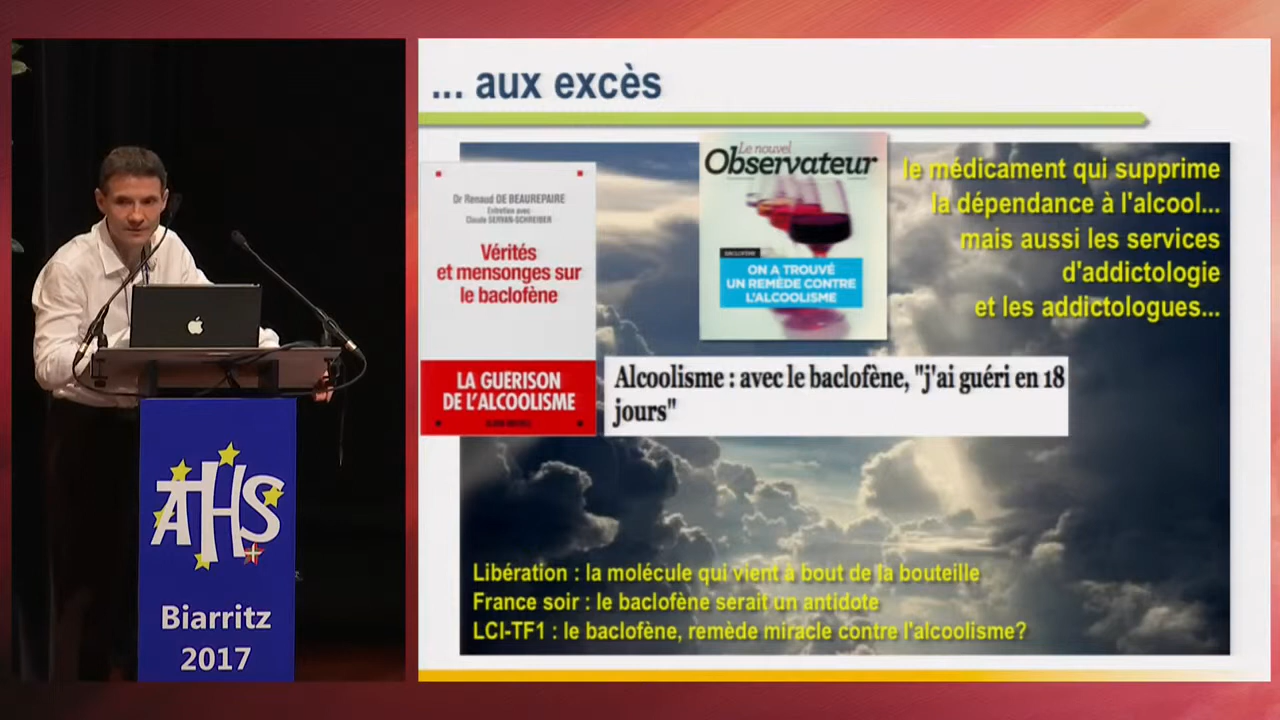 ... aux excès
Dr Renaud DE BEAUREPAIRE
Entretien avec
Claude SERVAN-SCHREIBER
Vérités
et mensonges sur
le baclofène
LA GUÉRISON
DE L'ALCOOLISME
Le nouvel
Observateur
BACLOFÈNE
ON A TROUVÉ
UN REMÈDE CONTRE
L'ALCOOLISME
le médicament qui supprime
la dépendance à l'alcool...
mais aussi les services
d'addictologie
et les addictologues...
Alcoolisme : avec le baclofène, "j'ai guéri en 18
jours"
Libération : la molécule qui vient à bout de la bouteille
France soir : le baclofène serait un antidote
LCI-TF1 : le baclofène, remède miracle contre l'alcoolisme?
AHS
Biarritz
2017